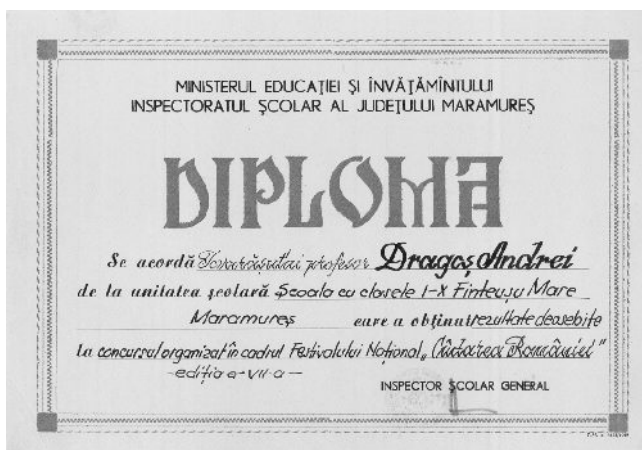 MINISTERUL EDUCAȚIEI ȘI ÎNVĂȚĂMÎNTULUI
INSPECTORATUL ȘCOLAR AL JUDEȚULUI MARAMUREȘ
DIPLOMA
Se acordă Tovarășului profesor Dragoș Andrei
de la unitatea școlară Școala cu clasele I-X Finteușu Mare
Maramureș care a obținut rezultate deosebite
la concursul organizat în cadrul Festivalului Național „Cîntarea României"
-ediția a-VII-a-
INSPECTOR ȘCOLAR GENERAL